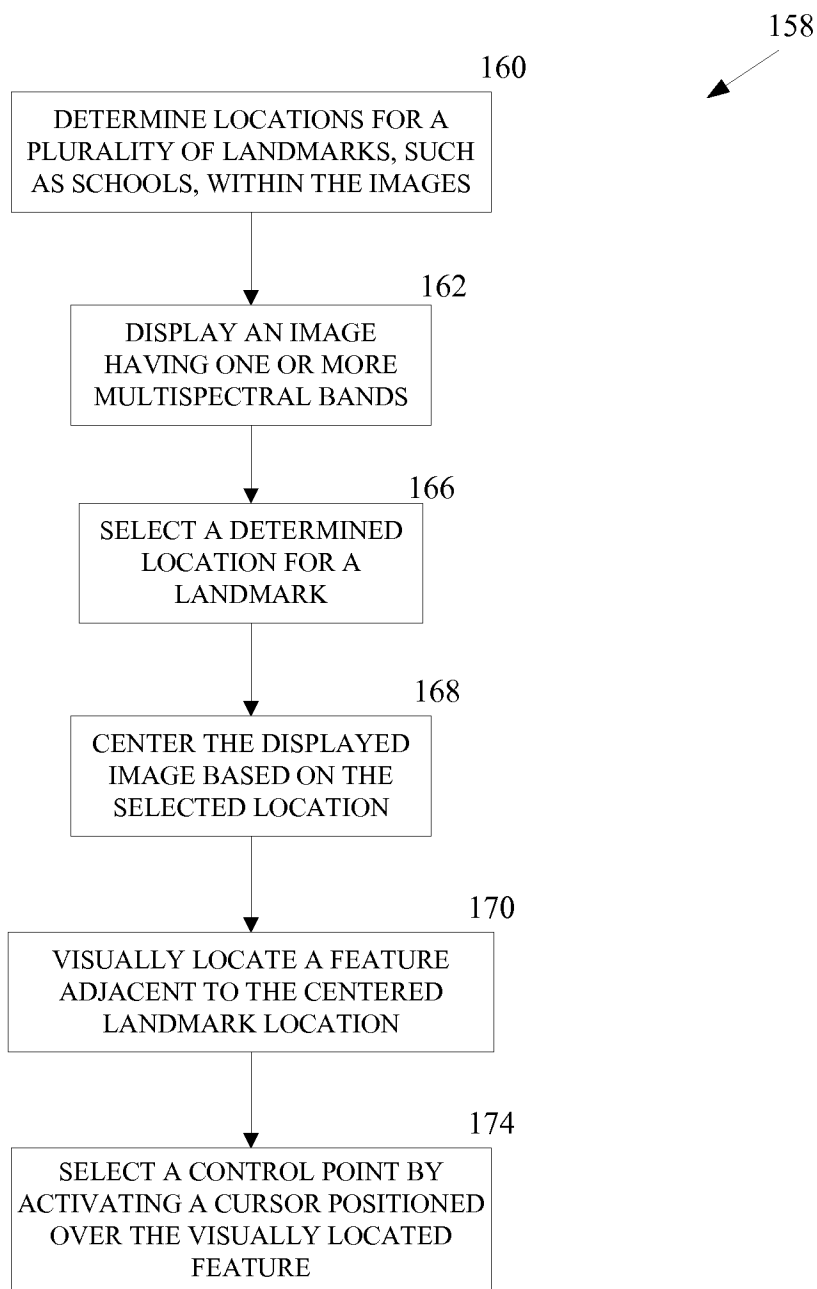 158
160
DETERMINE LOCATIONS FOR A
PLURALITY OF LANDMARKS, SUCH
AS SCHOOLS, WITHIN THE IMAGES
162
DISPLAY AN IMAGE
HAVING ONE OR MORE
MULTISPECTRAL BANDS
166
SELECT A DETERMINED
LOCATION FOR A
LANDMARK
168
CENTER THE DISPLAYED
IMAGE BASED ON THE
SELECTED LOCATION
170
VISUALLY LOCATE A FEATURE
ADJACENT TO THE CENTERED
LANDMARK LOCATION
174
SELECT A CONTROL POINT BY
ACTIVATING A CURSOR POSITIONED
OVER THE VISUALLY LOCATED
FEATURE